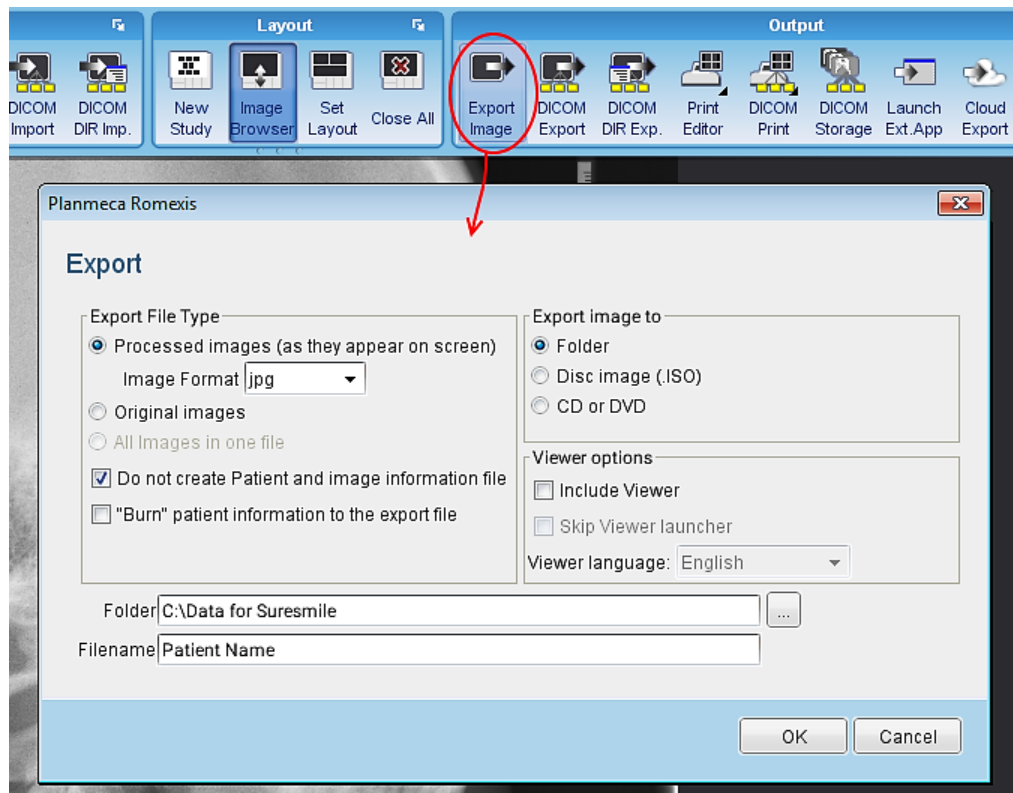 Layout
Output
DICOM Import
DICOM DIR Imp.
New Study
Image Browser
Set Layout
Close All
Export Image
DICOM Export
DICOM DIR Exp.
Print Editor
DICOM Print
DICOM Storage
Launch Ext.App
Cloud Export
Planmeca Romexis
Export
Export File Type
Processed images (as they appear on screen)
Image Format jpg
Original images
All Images in one file
Do not create Patient and image information file
"Burn" patient information to the export file
Export image to
Folder
Disc image (.ISO)
CD or DVD
Viewer options
Include Viewer
Skip Viewer launcher
Viewer language: English
Folder C:\Data for Suresmile
...
Filename Patient Name
OK
Cancel